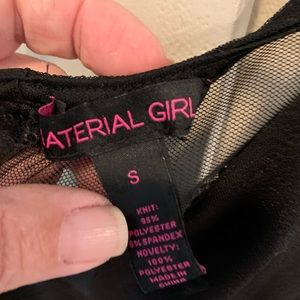 ATERIAL GIRL
S
KNIT:
95%
POLYESTER
5% SPANDEX
NOVELTY:
100%
POLYESTER
MADE IN
CHINA